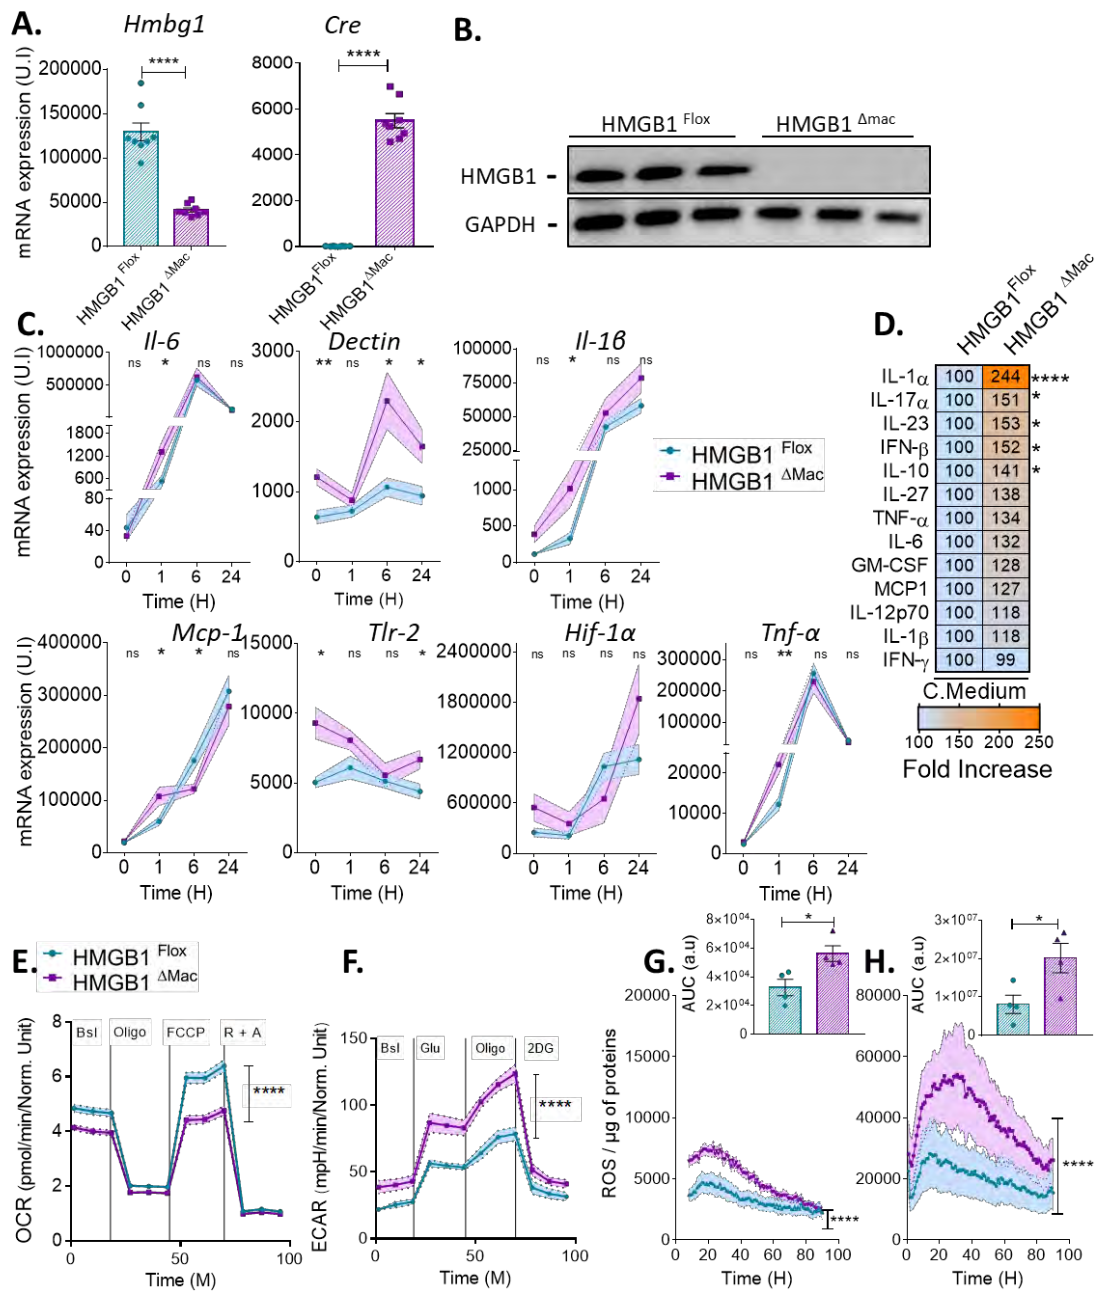 A.
Hmbg1
Cre
B.
mRNA expression (U.I)
200000
150000
100000
50000
0
****
8000
6000
4000
2000
0
****
HMGB1 Flox
HMGB1 ΔMac
HMGB1 Flox
HMGB1 ΔMac
HMGB1 Flox
HMGB1 Δmac
HMGB1 -
GAPDH -
C.
Il-6
mRNA expression (U.I)
1000000
500000
1800
1200
600
80
40
0
ns * ns ns
0 1 6 24
Time (H)
Dectin
3000
2000
1000
0
** ns * *
0 1 6 24
Time (H)
Il-1β
100000
75000
50000
25000
1000
500
0
ns * ns ns
0 1 6 24
Time (H)
HMGB1 Flox
HMGB1 ΔMac
D.
HMGB1 Flox
HMGB1 ΔMac
IL-1α 100 244 ****
IL-17α 100 151 *
IL-23 100 153 *
IFN-β 100 152 *
IL-10 100 141 *
IL-27 100 138
TNF-α 100 134
IL-6 100 132
GM-CSF 100 128
MCP1 100 127
IL-12p70 100 118
IL-1β 100 118
IFN-γ 100 99
C.Medium
100 150 200 250
Fold Increase
Mcp-1
mRNA expression (U.I)
400000
300000
200000
100000
0
ns * * ns
0 1 6 24
Time (H)
Tlr-2
15000
10000
5000
0
* ns ns *
0 1 6 24
Time (H)
Hif-1α
2400000
1800000
1200000
600000
0
ns ns ns ns
0 1 6 24
Time (H)
Tnf-α
300000
200000
100000
20000
10000
0
ns ** ns ns
0 1 6 24
Time (H)
E.
HMGB1 Flox
HMGB1 ΔMac
OCR (pmol/min/Norm. Unit)
8
6
4
2
0
Bsl Oligo FCCP R + A
****
0 50 100
Time (M)
F.
ECAR (mpH/min/Norm. Unit)
150
100
50
0
Bsl Glu Oligo 2DG
****
0 50 100
Time (M)
G.
AUC (a.u)
8×10⁰⁴
6×10⁰⁴
4×10⁰⁴
2×10⁰⁴
0
*
ROS / µg of proteins
20000
15000
10000
5000
0
****
0 20 40 60 80 100
Time (H)
H.
AUC (a.u)
3×10⁰⁷
2×10⁰⁷
1×10⁰⁷
0
*
80000
60000
40000
20000
0
****
0 20 40 60 80 100
Time (H)